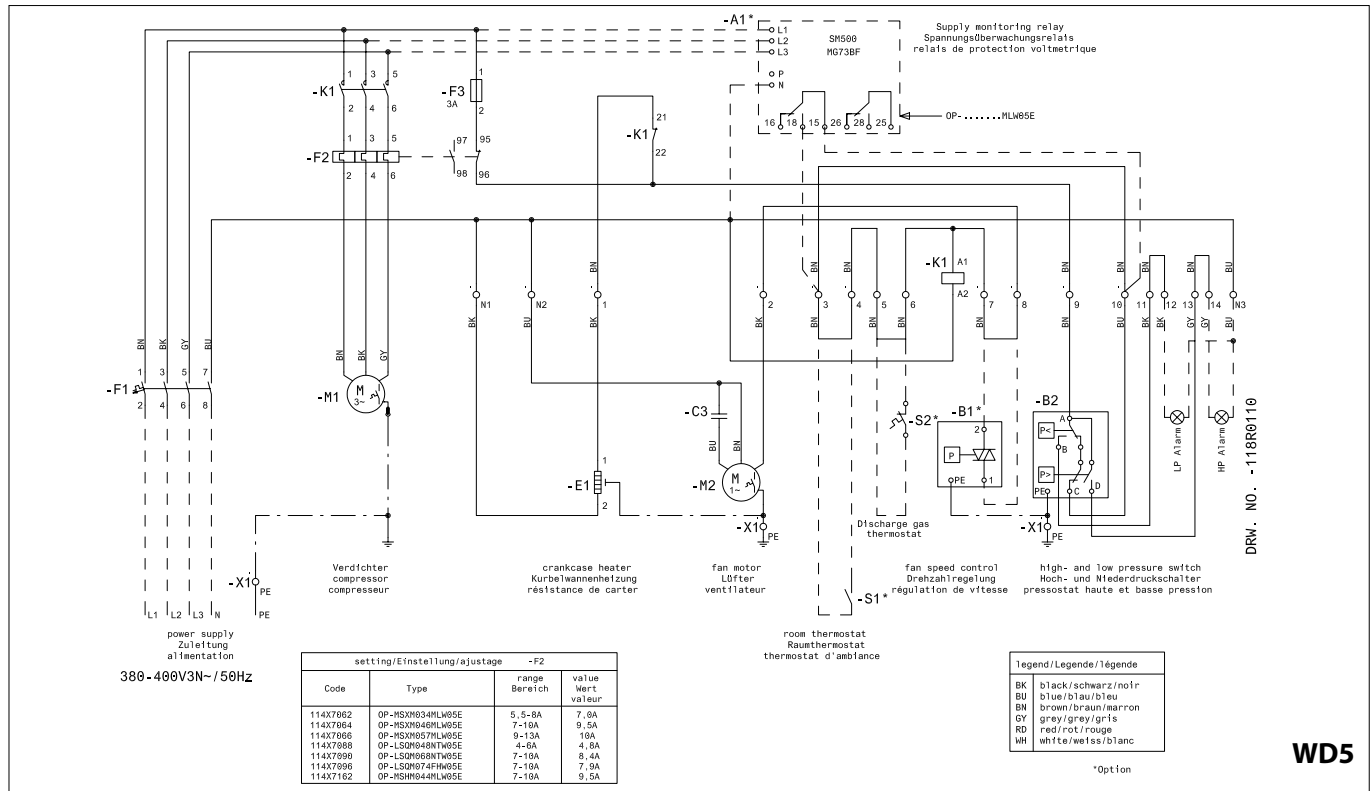 -A1*
L1
L2
L3
SM500
MG73BF
P
N
16 18 15 26 28 25
Supply monitoring relay
Spannungsüberwachungsrelais
relais de protection voltmetrique
OP-.......MLW05E
1 3 5
-K1
2 4 6
1
-F3
3A
2
21
-K1
22
1 3 5
-F2
2 4 6
97 95
98 96
-K1 A1
A2
BN BN BN BN BN BN BN BN BN BU
N1 N2 1 2 3 4 5 6 7 8 9 10 11 12 13 14 N3
BK BU BK BK BN BN BN BN BN BU BK BK GY GY BU
BN BK GY BU
1 3 5 7
-F1
2 4 6 8
BN BK GY
-M1
M
3~
-C3
BU BN
-M2
M
1~
1
-E1
2
-S2*
-B1*
2
P
PE 1
-B2
A
P<
B
P>
PE C D
LP Alarm
HP Alarm
DRW. NO. -118R0110
-X1
PE
-X1
PE
Discharge gas
thermostat
-X1
PE
PE
-S1*
L1 L2 L3 N
Verdichter
compressor
compresseur
crankcase heater
Kurbelwannenheizung
résistance de carter
fan motor
Lüfter
ventilateur
fan speed control
Drehzahlregelung
régulation de vitesse
high- and low pressure switch
Hoch- und Niederdruckschalter
pressostat haute et basse pression
room thermostat
Raumthermostat
thermostat d'ambiance
power supply
Zuleitung
alimentation
380-400V3N~/50Hz
setting/Einstellung/ajustage -F2
Code Type range Bereich value Wert valeur
114X7062 OP-MSXM034MLW05E 5,5-8A 7,0A
114X7064 OP-MSXM046MLW05E 7-10A 9,5A
114X7066 OP-MSXM057MLW05E 9-13A 10A
114X7088 OP-LSQM048NTW05E 4-6A 4,8A
114X7090 OP-LSQM068NTW05E 7-10A 8,4A
114X7096 OP-LSQM074FHW05E 7-10A 7,9A
114X7162 OP-MSHM044MLW05E 7-10A 9,5A
legend/Legende/légende
BK black/schwarz/noir
BU blue/blau/bleu
BN brown/braun/marron
GY grey/grey/gris
RD red/rot/rouge
WH white/weiss/blanc
*Option
WD5